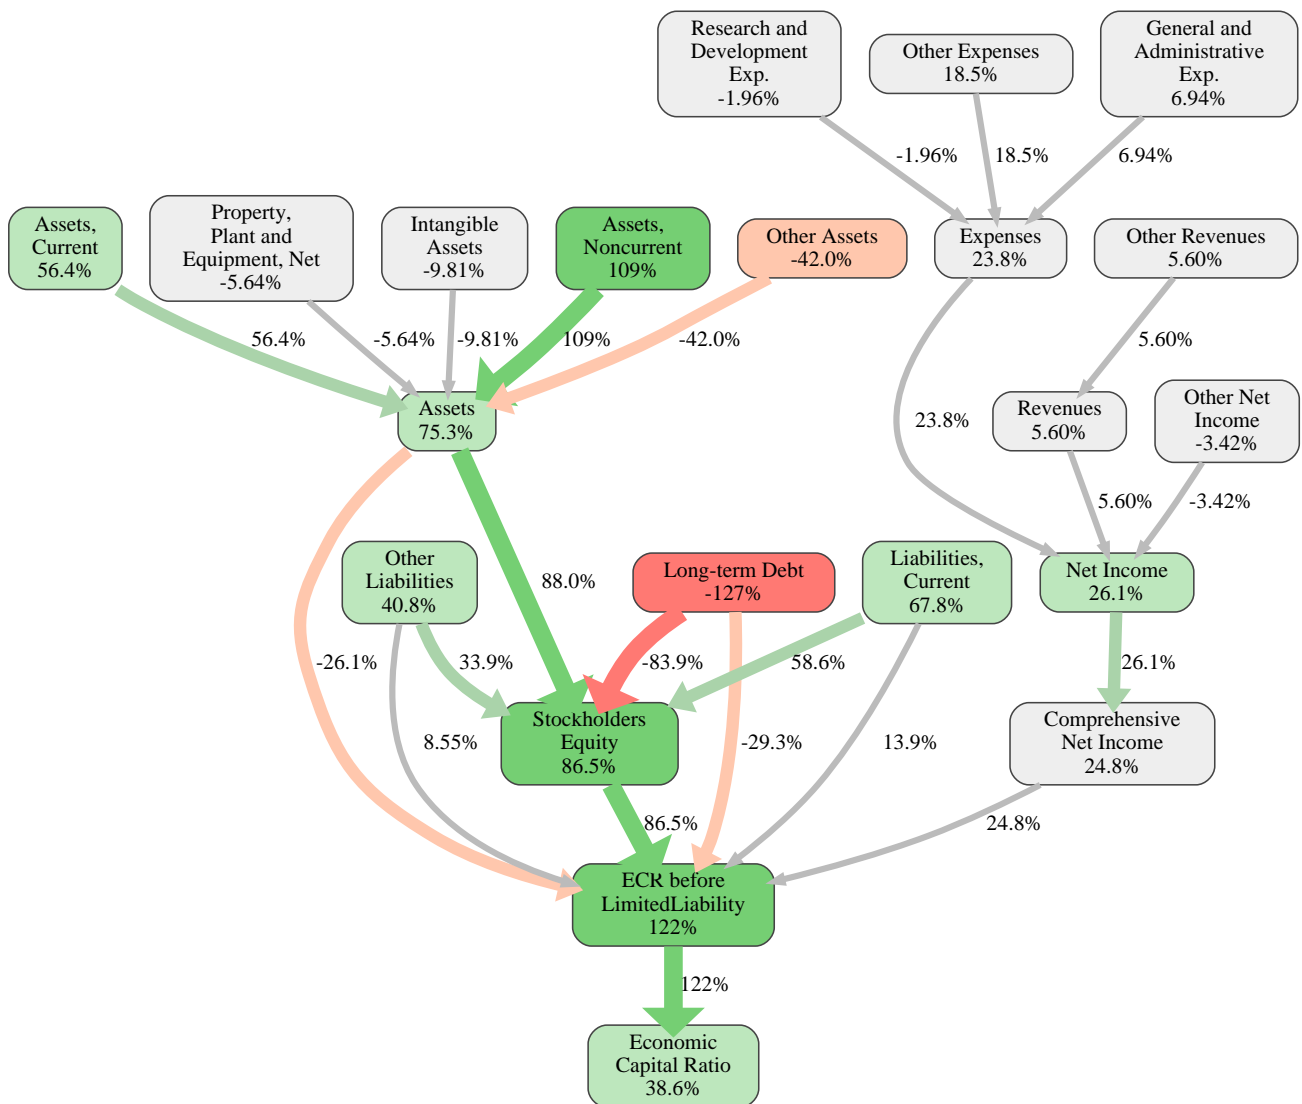 Research and
Development
Exp.
-1.96%
Other Expenses
18.5%
General and
Administrative
Exp.
6.94%
-1.96%
18.5%
6.94%
Assets,
Current
56.4%
Property,
Plant and
Equipment, Net
-5.64%
Intangible
Assets
-9.81%
Assets,
Noncurrent
109%
Other Assets
-42.0%
Expenses
23.8%
Other Revenues
5.60%
56.4%
-5.64%
-9.81%
109%
-42.0%
5.60%
Assets
75.3%
23.8%
Revenues
5.60%
Other Net
Income
-3.42%
5.60%
-3.42%
Other
Liabilities
40.8%
88.0%
Long-term Debt
-127%
Liabilities,
Current
67.8%
Net Income
26.1%
-26.1%
33.9%
-83.9%
58.6%
26.1%
Stockholders
Equity
86.5%
8.55%
-29.3%
13.9%
Comprehensive
Net Income
24.8%
86.5%
24.8%
ECR before
LimitedLiability
122%
122%
Economic
Capital Ratio
38.6%